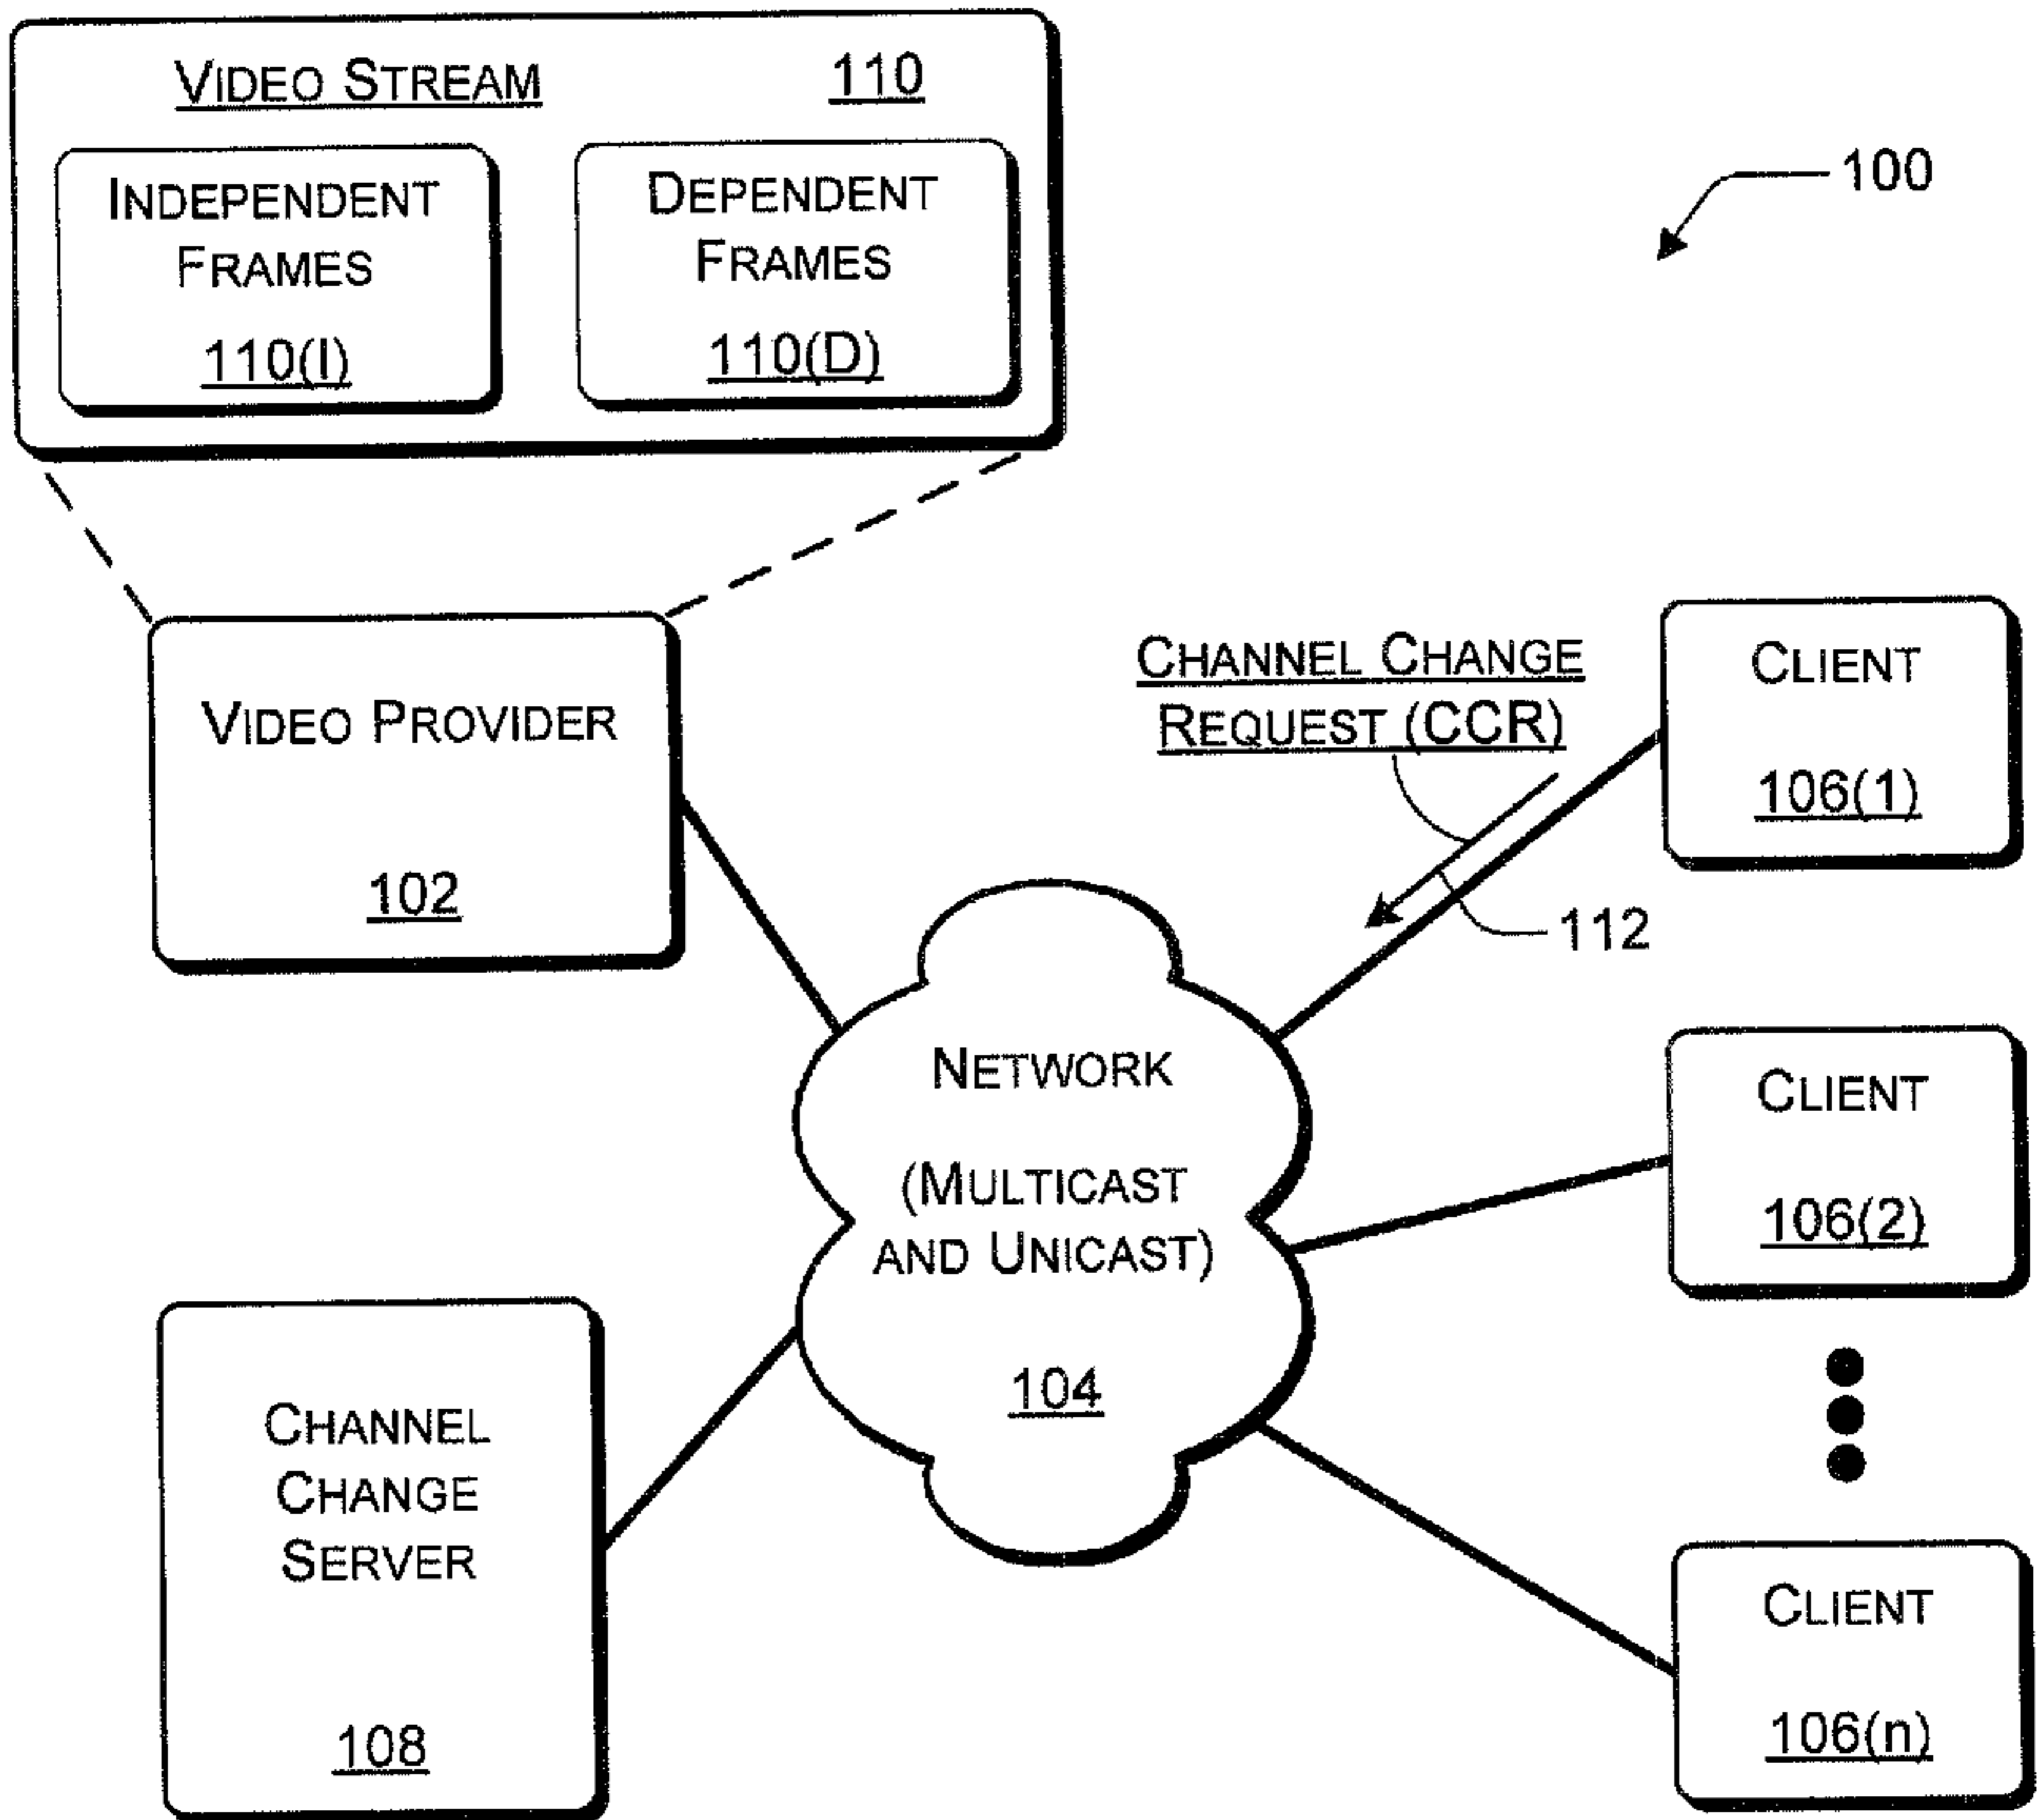 VIDEO STREAM 110
INDEPENDENT
FRAMES
110(I)
DEPENDENT
FRAMES
110(D)
100
VIDEO PROVIDER
102
CHANNEL CHANGE
REQUEST (CCR)
112
CLIENT
106(1)
NETWORK
(MULTICAST
AND UNICAST)
104
CLIENT
106(2)
CHANNEL
CHANGE
SERVER
108
CLIENT
106(n)